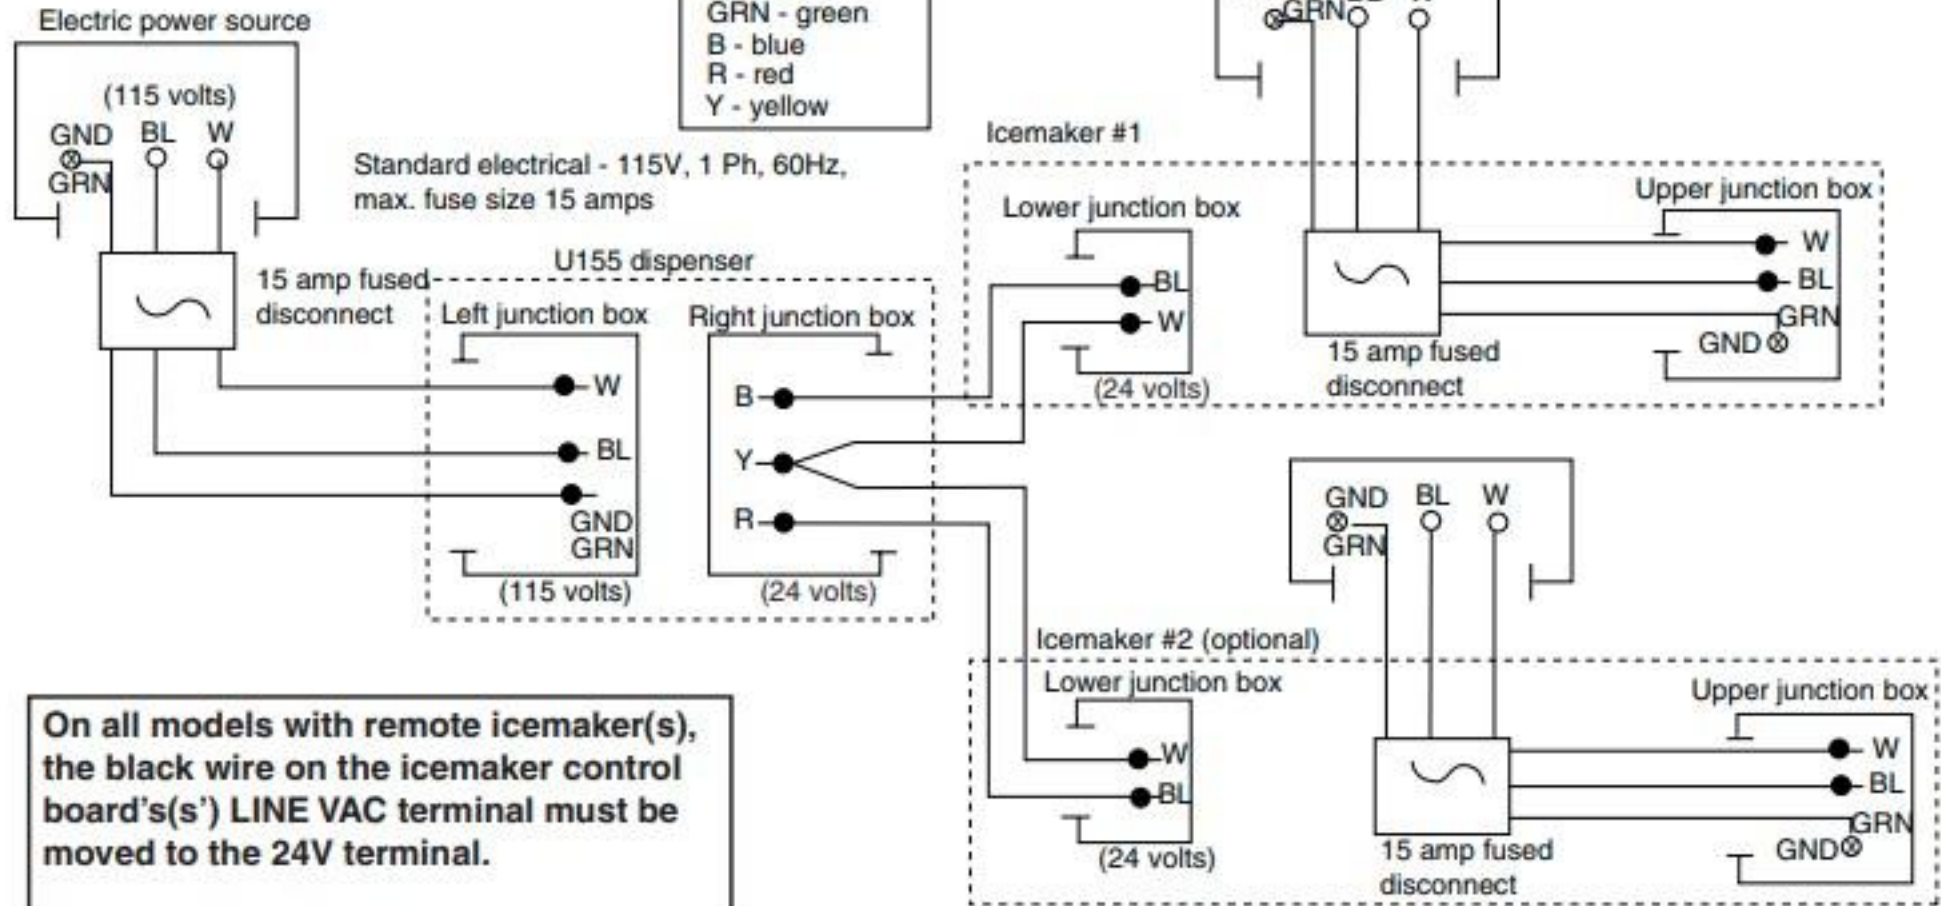 Electric power source
(115 volts)
GND BL W
GRN
GRN - green
B - blue
R - red
Y - yellow
Standard electrical - 115V, 1 Ph, 60Hz,
max. fuse size 15 amps
15 amp fused
disconnect
U155 dispenser
Left junction box
W
BL
GND
GRN
(115 volts)
Right junction box
B
Y
R
(24 volts)
GRN
Icemaker #1
Lower junction box
BL
W
(24 volts)
15 amp fused
disconnect
Upper junction box
W
BL
GRN
GND
GND BL W
GRN
Icemaker #2 (optional)
Lower junction box
W
BL
(24 volts)
15 amp fused
disconnect
Upper junction box
W
BL
GRN
GND
On all models with remote icemaker(s),
the black wire on the icemaker control
board's(s') LINE VAC terminal must be
moved to the 24V terminal.